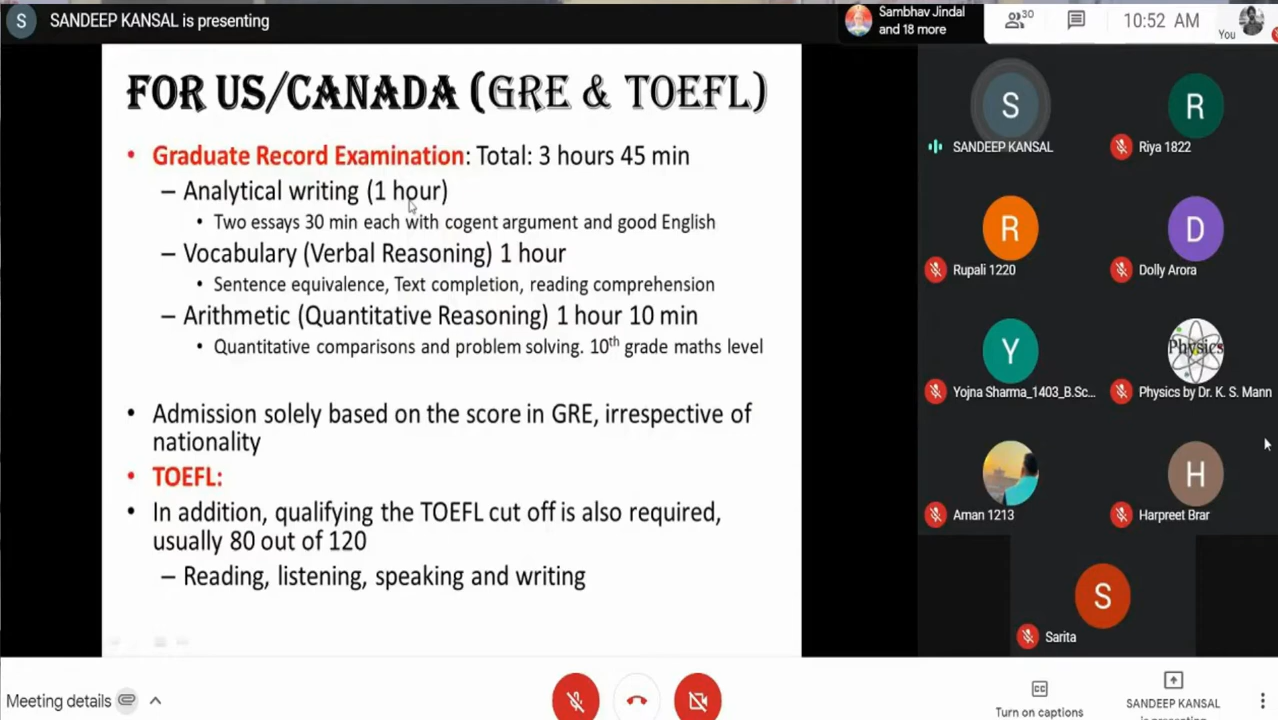 S SANDEEP KANSAL is presenting
Sambhav Jindal
and 18 more
30
10:52 AM
You
FOR US/CANADA (GRE & TOEFL)
• Graduate Record Examination: Total: 3 hours 45 min
– Analytical writing (1 hour)
• Two essays 30 min each with cogent argument and good English
– Vocabulary (Verbal Reasoning) 1 hour
• Sentence equivalence, Text completion, reading comprehension
– Arithmetic (Quantitative Reasoning) 1 hour 10 min
• Quantitative comparisons and problem solving. 10th grade maths level
• Admission solely based on the score in GRE, irrespective of
nationality
• TOEFL:
• In addition, qualifying the TOEFL cut off is also required,
usually 80 out of 120
– Reading, listening, speaking and writing
S
SANDEEP KANSAL
R
Riya 1822
R
Rupali 1220
D
Dolly Arora
Y
Yojna Sharma_1403_B.Sc...
Physics
Physics by Dr. K. S. Mann
Aman 1213
H
Harpreet Brar
S
Sarita
Meeting details
CC
Turn on captions
SANDEEP KANSAL
is presenting